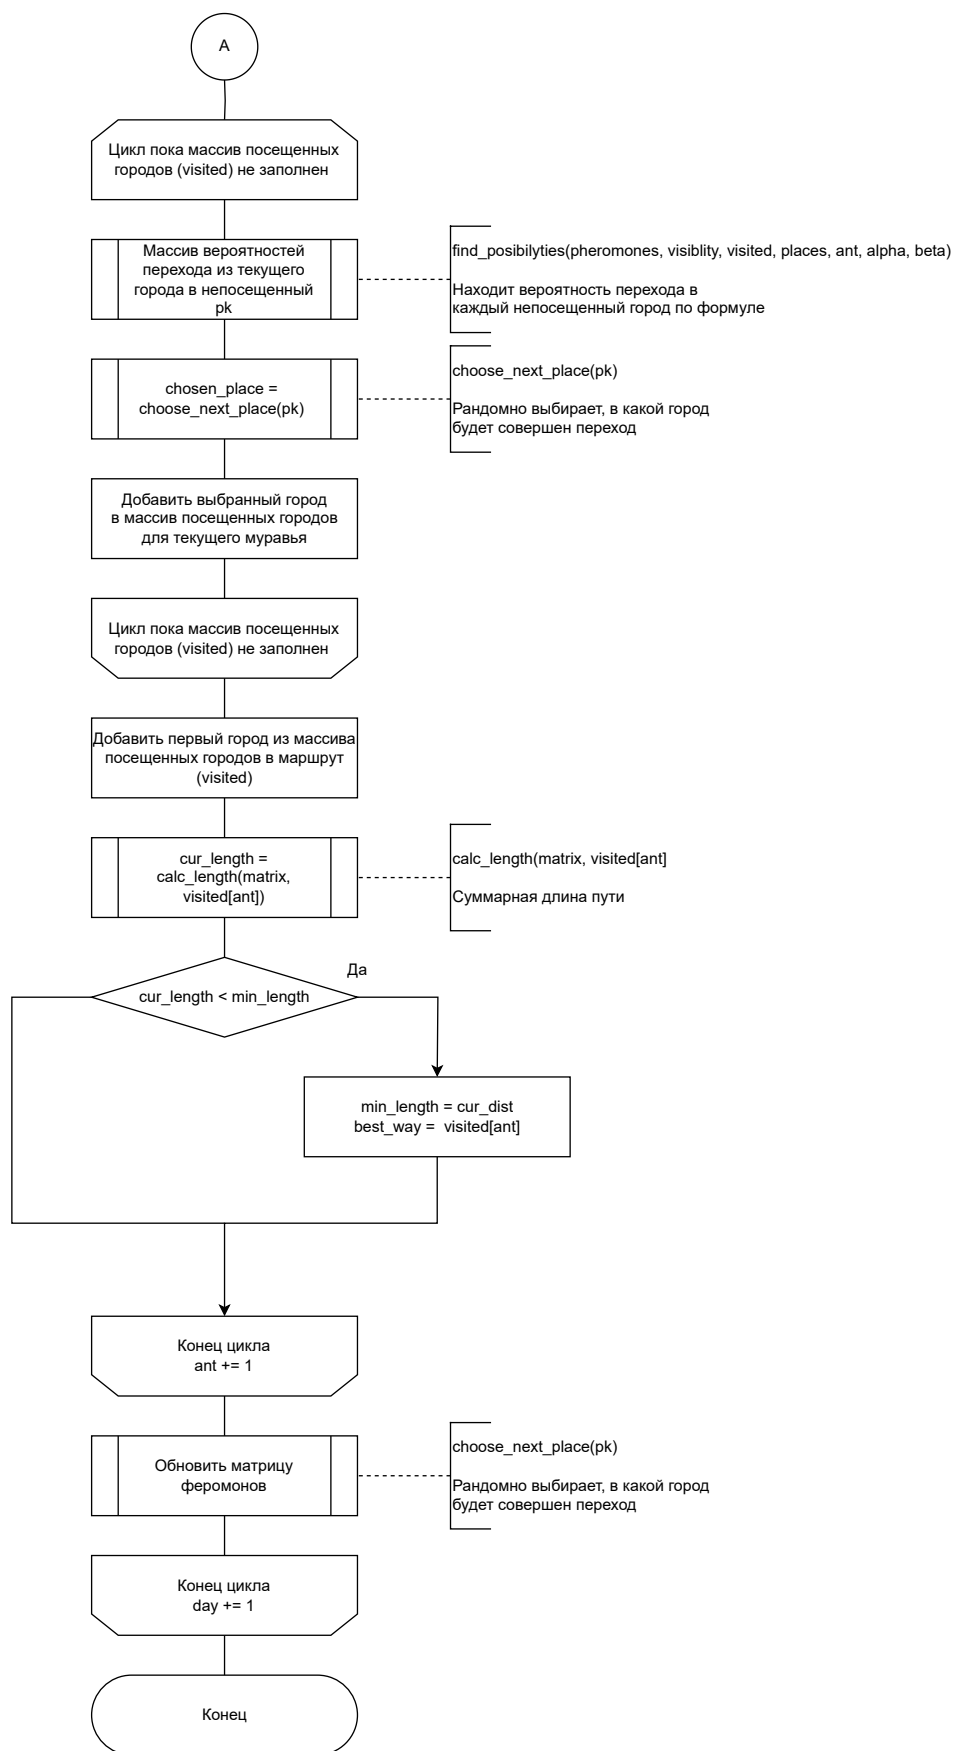 A
Цикл пока массив посещенных
городов (visited) не заполнен
Массив вероятностей
перехода из текущего
города в непосещенный
pk
find_posibilyties(pheromones, visiblity, visited, places, ant, alpha, beta)
Находит вероятность перехода в
каждый непосещенный город по формуле
chosen_place =
choose_next_place(pk)
choose_next_place(pk)
Рандомно выбирает, в какой город
будет совершен переход
Добавить выбранный город
в массив посещенных городов
для текущего муравья
Цикл пока массив посещенных
городов (visited) не заполнен
Добавить первый город из массива
посещенных городов в маршрут
(visited)
cur_length =
calc_length(matrix,
visited[ant])
calc_length(matrix, visited[ant]
Суммарная длина пути
Да
cur_length < min_length
min_length = cur_dist
best_way = visited[ant]
Конец цикла
ant += 1
Обновить матрицу
феромонов
choose_next_place(pk)
Рандомно выбирает, в какой город
будет совершен переход
Конец цикла
day += 1
Конец